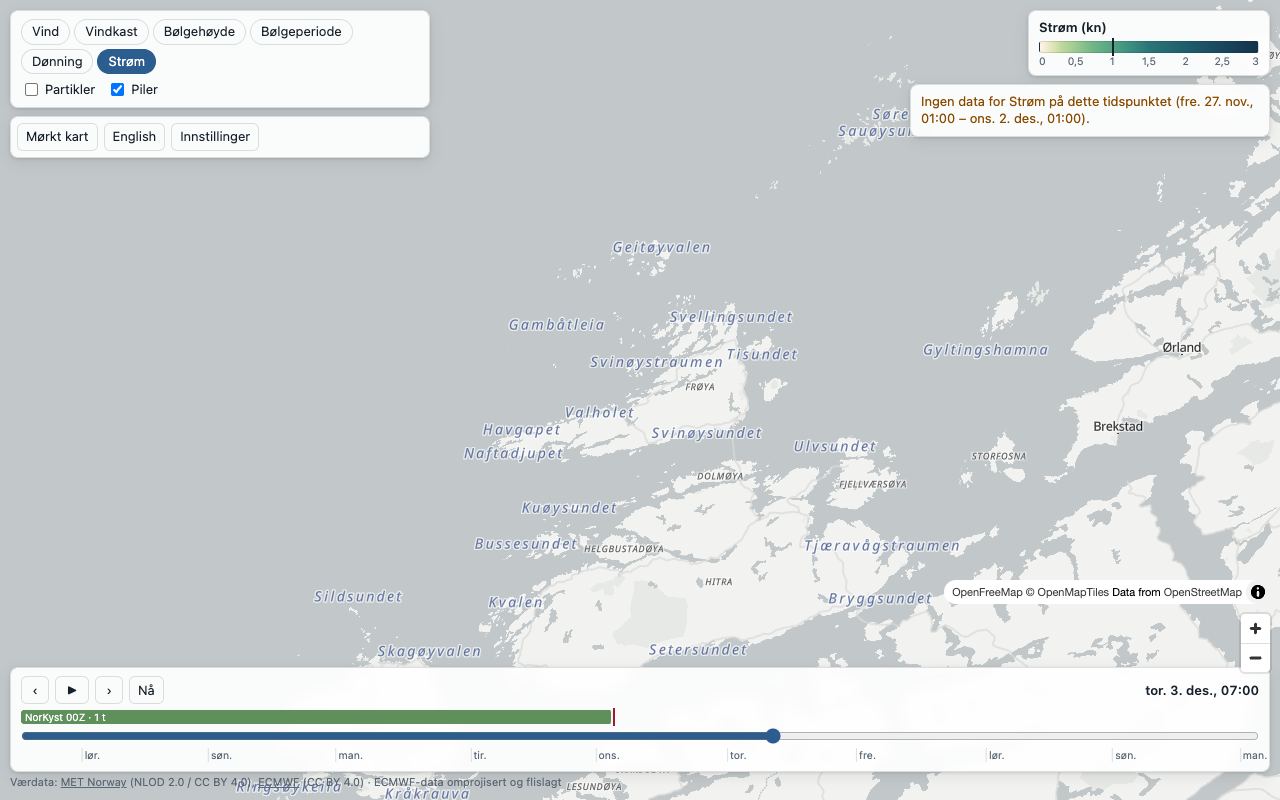 Vind
Vindkast
Bølgehøyde
Bølgeperiode
Dønning
Strøm
Partikler
Piler
Mørkt kart
English
Innstillinger
Strøm (kn)
0 0,5 1 1,5 2 2,5 3
Ingen data for Strøm på dette tidspunktet (fre. 27. nov.,
01:00 – ons. 2. des., 01:00).
Geitøyvalen
Gambåtleia
Svellingsundet
Svinøystraumen
Tisundet
Gyltingshamna
Ørland
FRØYA
Valholet
Havgapet
Svinøysundet
Naftadjupet
Ulvsundet
Brekstad
STORFOSNA
DOLMØYA
FJELLVÆRSØYA
Kuøysundet
Bussesundet
HELGBUSTADØYA
Tjæravågstraumen
HITRA
Sildsundet
Kvalen
Bryggsundet
OpenFreeMap © OpenMapTiles Data from OpenStreetMap
Skagøyvalen
Setersundet
+
−
‹
›
Nå
tor. 3. des., 07:00
NorKyst 00Z · 1 t
lør. søn. man. tir. ons. tor. fre. lør. søn. man.
Værdata: MET Norway (NLOD 2.0 / CC BY 4.0), ECMWF (CC BY 4.0) · ECMWF-data omprojisert og flislagt
Kråkrauva
LESUNDØYA